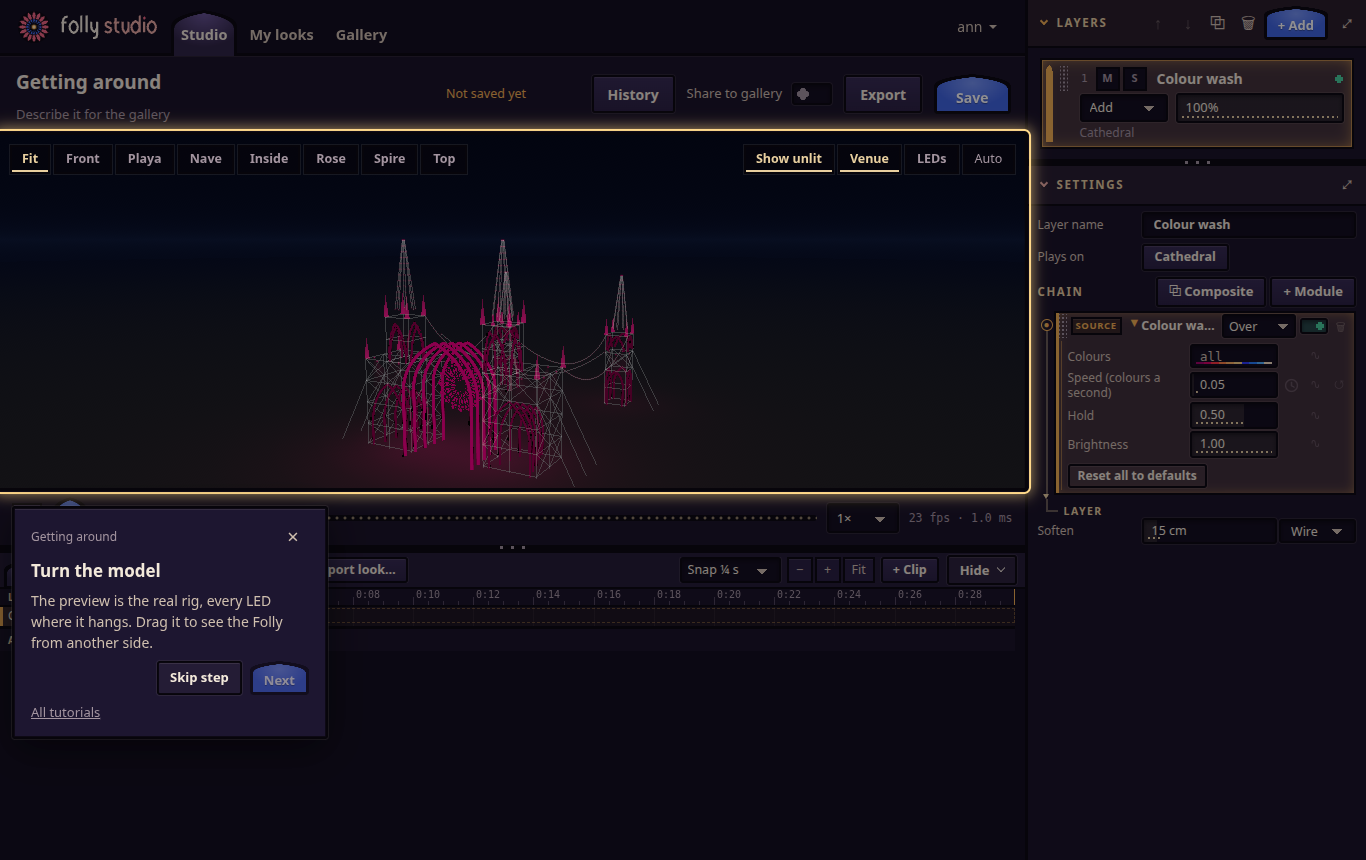 folly studio
Studio
My looks
Gallery
ann
Getting around
Describe it for the gallery
Not saved yet
History
Share to gallery
Export
Save
Fit
Front
Playa
Nave
Inside
Rose
Spire
Top
Show unlit
Venue
LEDs
Auto
1×
23 fps · 1.0 ms
Getting around
×
Turn the model
The preview is the real rig, every LED
where it hangs. Drag it to see the Folly
from another side.
Skip step
Next
All tutorials
port look...
Snap ¼ s
−
+
Fit
+ Clip
Hide
0:08
0:10
0:12
0:14
0:16
0:18
0:20
0:22
0:24
0:26
0:28
LAYERS
+ Add
1
M
S
Colour wash
Add
100%
Cathedral
SETTINGS
Layer name
Colour wash
Plays on
Cathedral
CHAIN
Composite
+ Module
SOURCE
Colour wa...
Over
Colours
all
Speed (colours a
second)
0.05
Hold
0.50
Brightness
1.00
Reset all to defaults
LAYER
Soften
15 cm
Wire